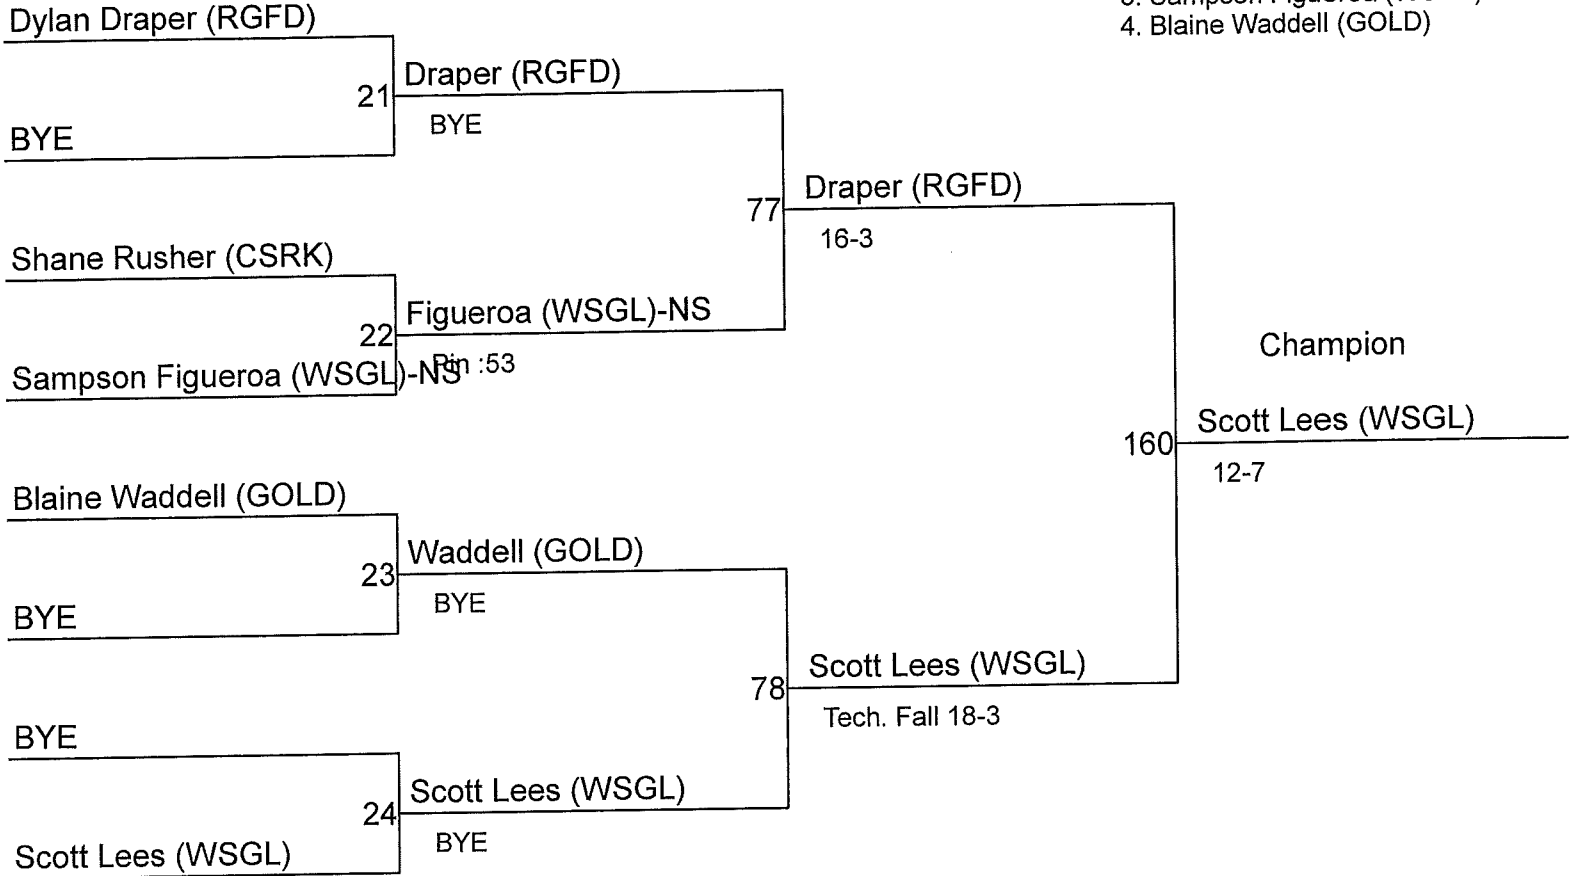 Dylan Draper (RGFD)
4. Blaine Waddell (GOLD)
Draper (RGFD)
21
BYE
BYE
Draper (RGFD)
77
16-3
Shane Rusher (CSRK)
Figueroa (WSGL)-NS
22
Pin :53
Sampson Figueroa (WSGL)-NS
Champion
Scott Lees (WSGL)
160
12-7
Blaine Waddell (GOLD)
Waddell (GOLD)
23
BYE
BYE
Scott Lees (WSGL)
78
Tech. Fall 18-3
BYE
Scott Lees (WSGL)
24
BYE
Scott Lees (WSGL)